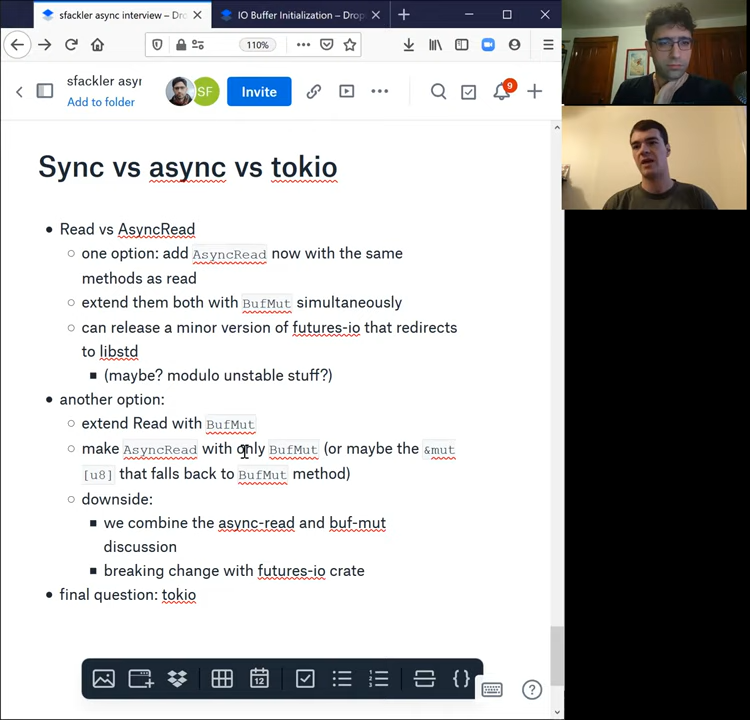 sfackler async interview – Dro
IO Buffer Initialization – Drop
110%
sfackler asyr
Add to folder
SF
Invite
9
Sync vs async vs tokio
Read vs AsyncRead
one option: add AsyncRead now with the same
methods as read
extend them both with BufMut simultaneously
can release a minor version of futures-io that redirects
to libstd
(maybe? modulo unstable stuff?)
another option:
extend Read with BufMut
make AsyncRead with only BufMut (or maybe the &mut
[u8] that falls back to BufMut method)
downside:
we combine the async-read and buf-mut
discussion
breaking change with futures-io crate
final question: tokio